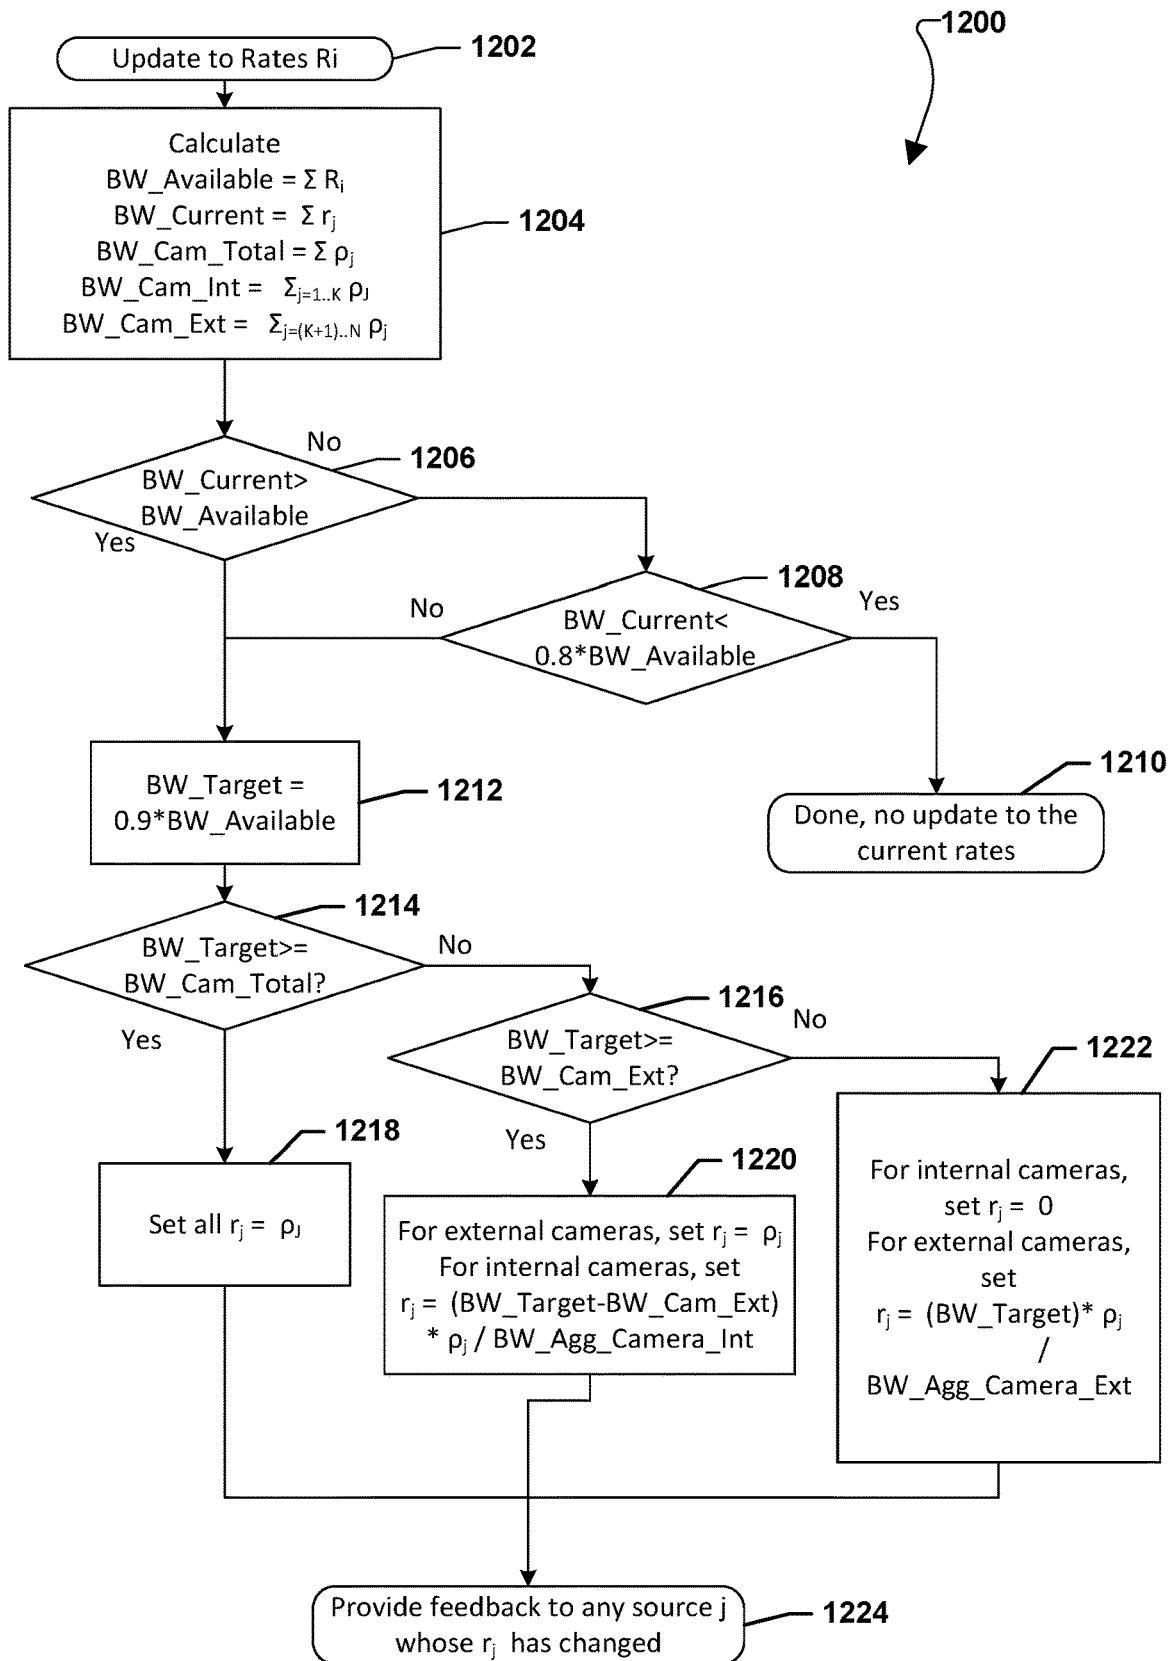 1200
Update to Rates Ri
1202
Calculate
BW_Available = Σ Rᵢ
BW_Current = Σ rⱼ
BW_Cam_Total = Σ ρⱼ
BW_Cam_Int = Σj=1..K ρJ
BW_Cam_Ext = Σj=(K+1)..N ρⱼ
1204
BW_Current>
BW_Available
1206
No
Yes
BW_Current<
0.8*BW_Available
1208
No
Yes
Done, no update to the
current rates
1210
BW_Target =
0.9*BW_Available
1212
BW_Target>=
BW_Cam_Total?
1214
No
Yes
BW_Target>=
BW_Cam_Ext?
1216
No
Yes
Set all rⱼ = ρJ
1218
For external cameras, set rⱼ = ρⱼ
For internal cameras, set
rⱼ = (BW_Target-BW_Cam_Ext)
* ρⱼ / BW_Agg_Camera_Int
1220
For internal cameras,
set rⱼ = 0
For external cameras,
set
rⱼ = (BW_Target)* ρⱼ
/
BW_Agg_Camera_Ext
1222
Provide feedback to any source j
whose rⱼ has changed
1224